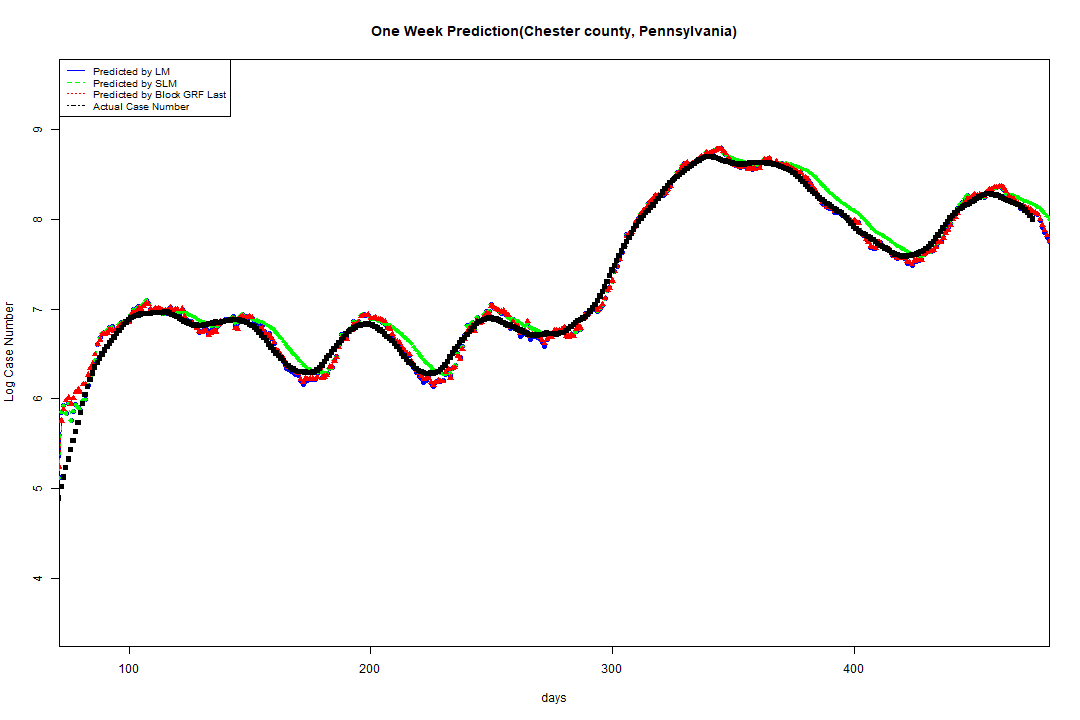 One Week Prediction(Chester county, Pennsylvania)
Predicted by LM
Predicted by SLM
Predicted by Block GRF Last
Actual Case Number
9
8
7
6
5
4
Log Case Number
100 200 300 400
days